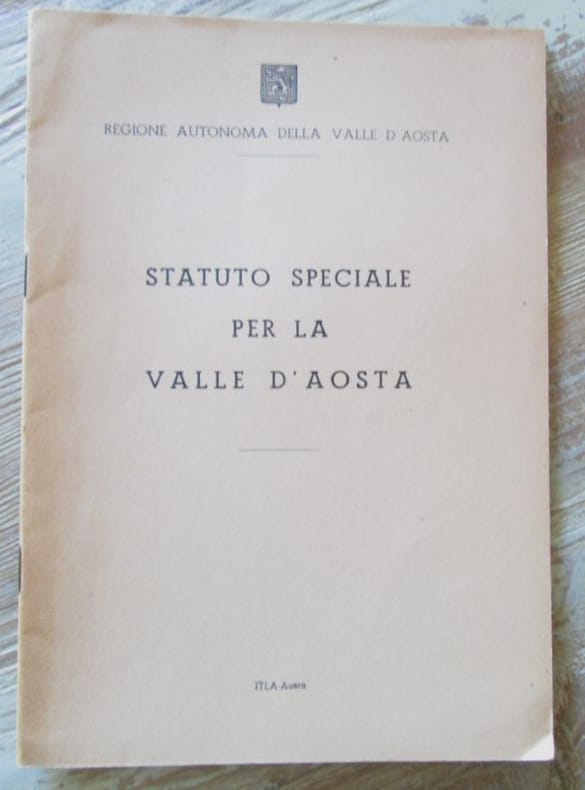 REGIONE AUTONOMA DELLA VALLE D'AOSTA
STATUTO SPECIALE
PER LA
VALLE D'AOSTA
ITLA Aosta